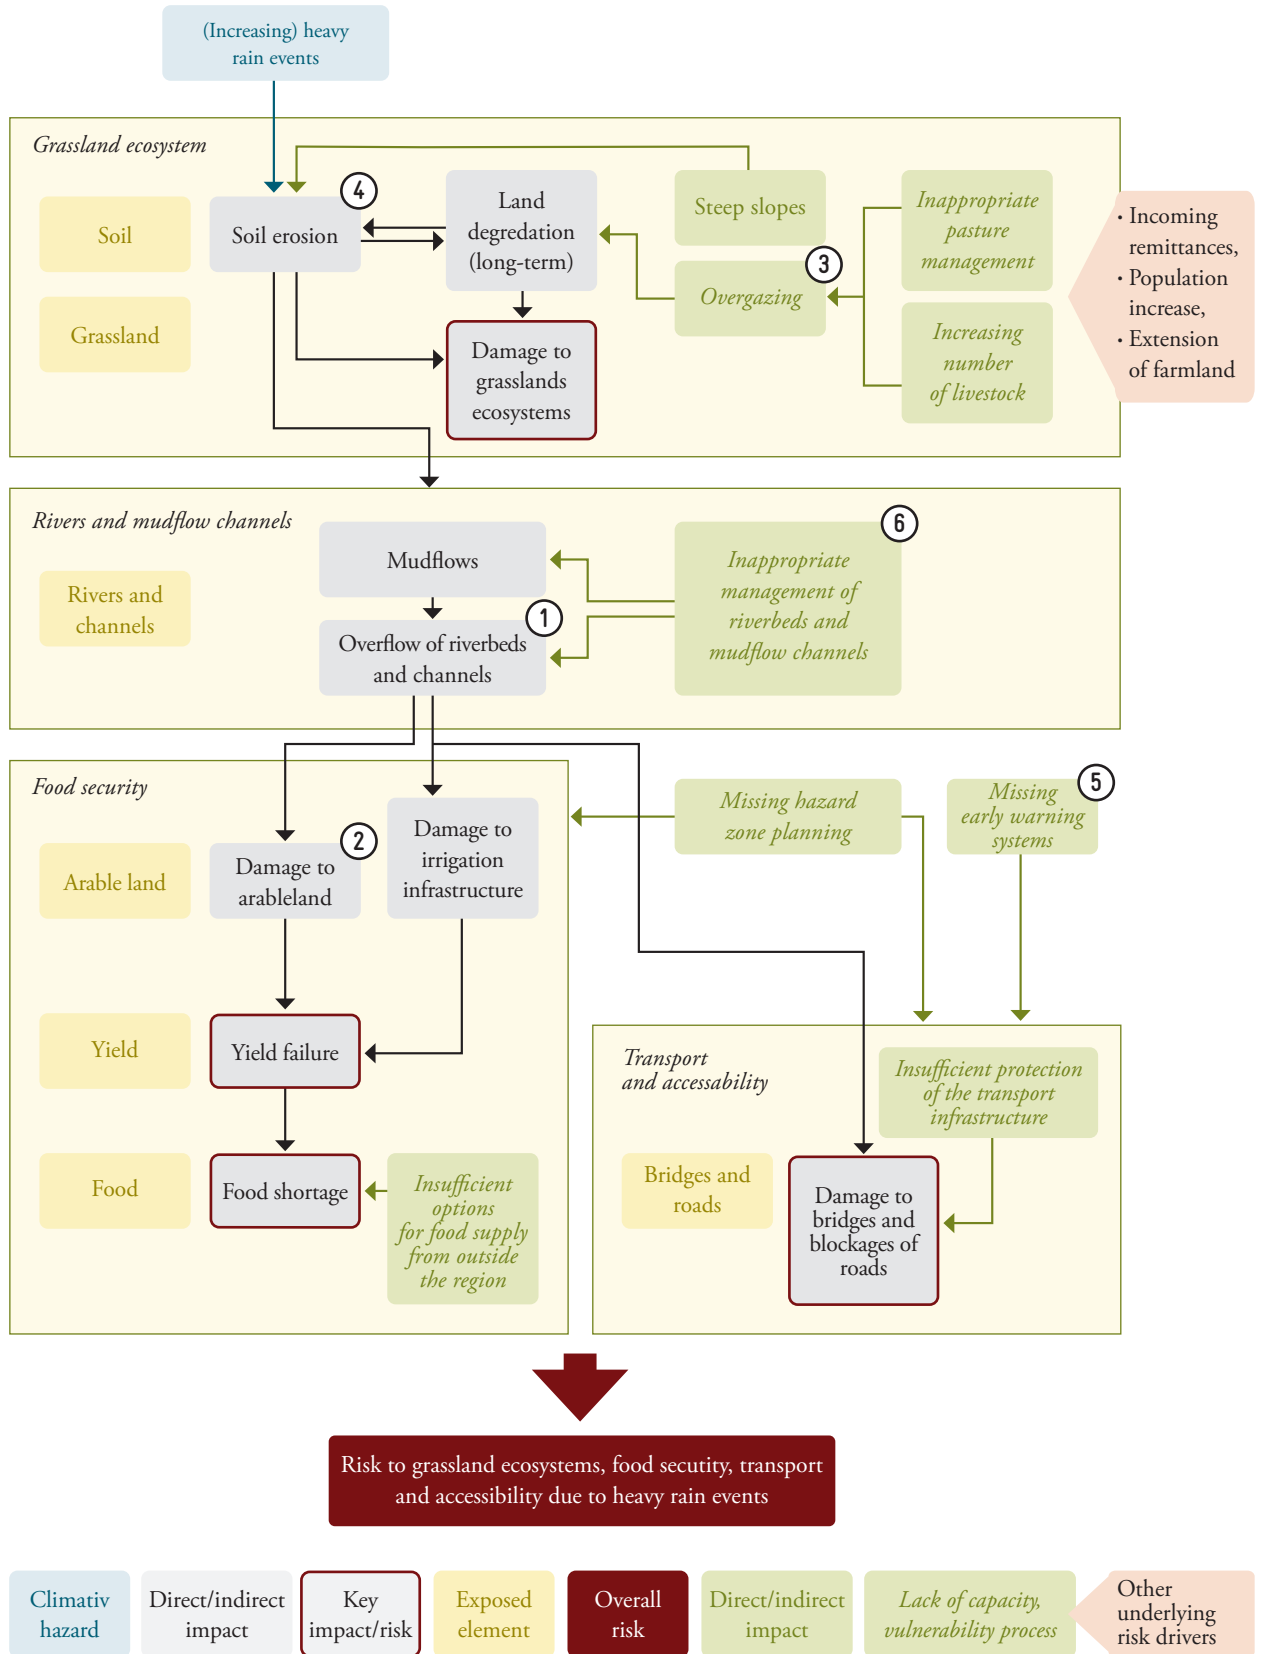 (Increasing) heavy
rain events
Grassland ecosystem
Soil
Grassland
Soil erosion
4
Land
degredation
(long-term)
Damage to
grasslands
ecosystems
Steep slopes
3
Overgazing
Inappropriate
pasture
management
Increasing
number
of livestock
· Incoming
remittances,
· Population
increase,
· Extension
of farmland
Rivers and mudflow channels
Rivers and
channels
Mudflows
1
Overflow of riverbeds
and channels
6
Inappropriate
management of
riverbeds and
mudflow channels
Food security
Arable land
2
Damage to
arableland
Damage to
irrigation
infrastructure
Missing hazard
zone planning
5
Missing
early warning
systems
Yield
Yield failure
Food
Food shortage
Insufficient
options
for food supply
from outside
the region
Transport
and accessability
Insufficient protection
of the transport
infrastructure
Bridges and
roads
Damage to
bridges and
blockages of
roads
Risk to grassland ecosystems, food secutity, transport
and accessibility due to heavy rain events
Climativ
hazard
Direct/indirect
impact
Key
impact/risk
Exposed
element
Overall
risk
Direct/indirect
impact
Lack of capacity,
vulnerability process
Other
underlying
risk drivers